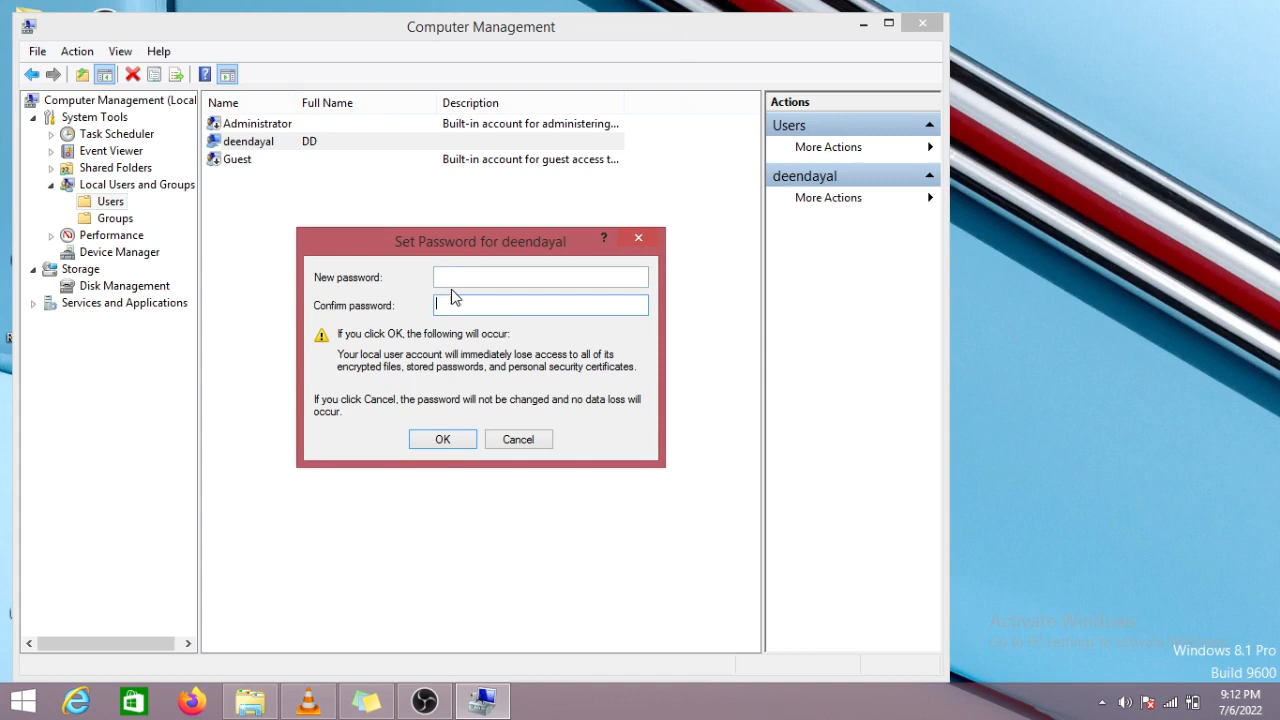 Computer Management
File Action View Help
Computer Management (Local
System Tools
Task Scheduler
Event Viewer
Shared Folders
Local Users and Groups
Users
Groups
Performance
Device Manager
Storage
Disk Management
Services and Applications
Name Full Name Description
Administrator Built-in account for administering...
deendayal DD
Guest Built-in account for guest access t...
Actions
Users
More Actions
deendayal
More Actions
Set Password for deendayal
New password:
Confirm password:
If you click OK, the following will occur:
Your local user account will immediately lose access to all of its
encrypted files, stored passwords, and personal security certificates.
If you click Cancel, the password will not be changed and no data loss will
occur.
OK Cancel
Activate Windows
Go to PC settings to activate Windows.
Windows 8.1 Pro
Build 9600
9:12 PM
7/6/2022